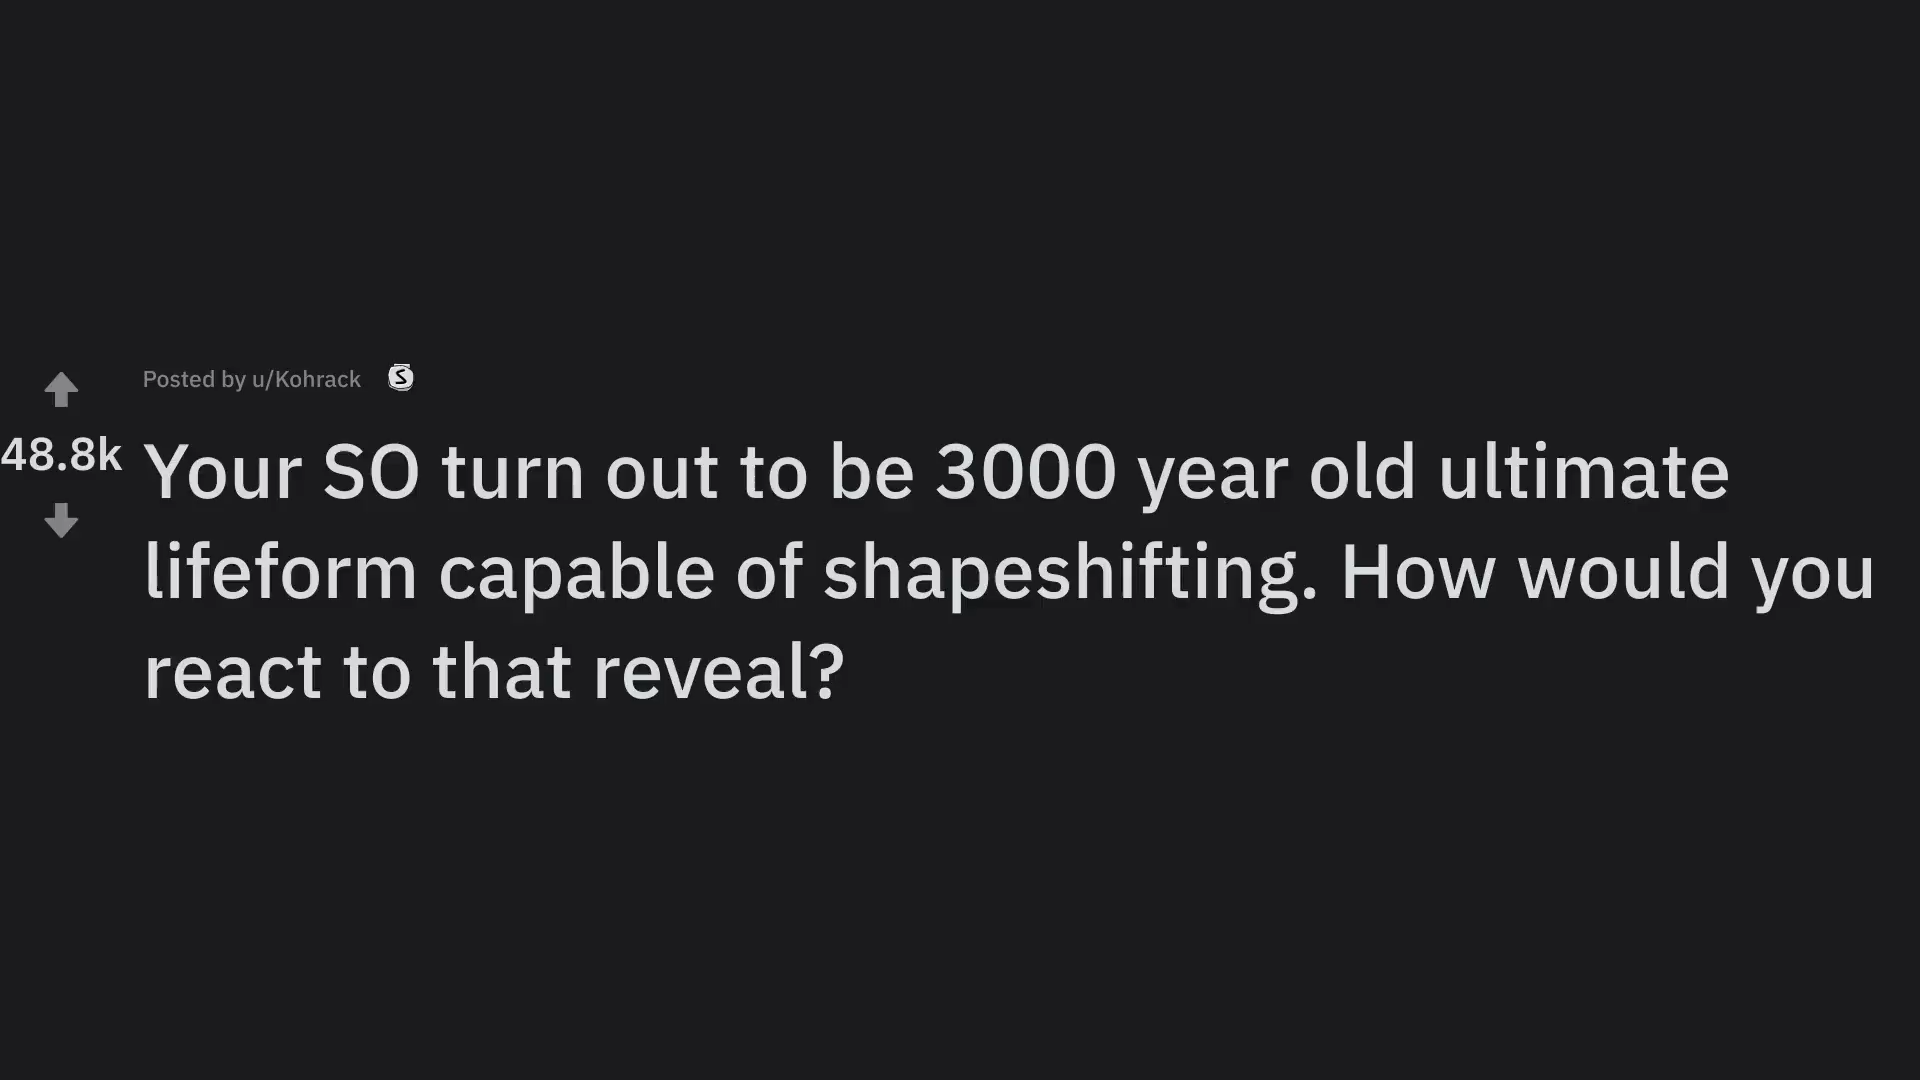 Posted by u/Kohrack S
48.8k
Your SO turn out to be 3000 year old ultimate
lifeform capable of shapeshifting. How would you
react to that reveal?